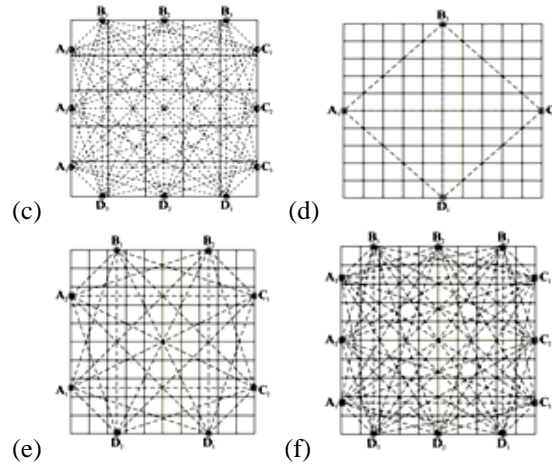 B₁ B₂ B₃
A₃ C₁
A₂ C₂
A₁ C₃
(c) D₃ D₂ D₁
B₁
A₁ C
(d) D₁
B₁ B₂
A₂ C₁
A₁ C₂
(e) D₂ D₁
B₁ B₂ B₃
A₃ C₁
A₂ C₂
A₁ C₃
(f) D₃ D₂ D₁